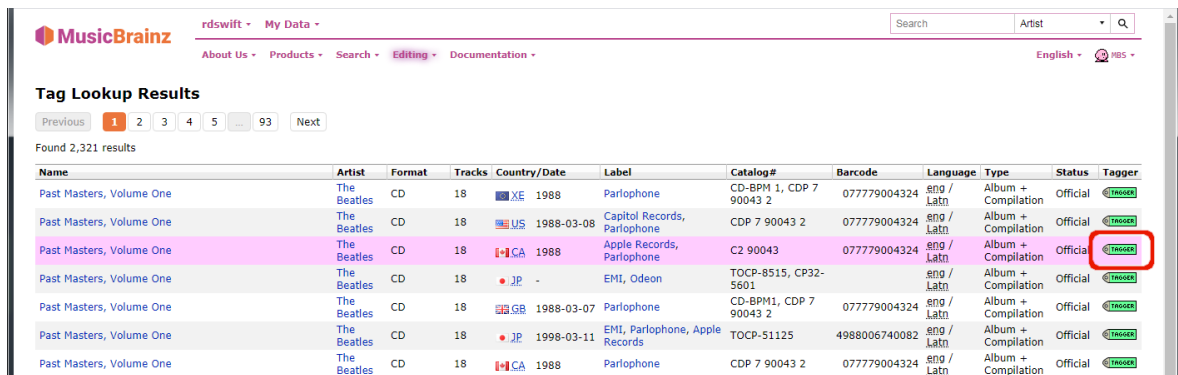 MusicBrainz
rdswift My Data
Search Artist
About Us Products Search Editing Documentation
English MBS
Tag Lookup Results
Previous 1 2 3 4 5 ... 93 Next
Found 2,321 results
Name Artist Format Tracks Country/Date Label Catalog# Barcode Language Type Status Tagger
Past Masters, Volume One The Beatles CD 18 XE 1988 Parlophone CD-BPM 1, CDP 7 90043 2 077779004324 eng / Latn Album + Compilation Official TAGGER
Past Masters, Volume One The Beatles CD 18 US 1988-03-08 Capitol Records, Parlophone CDP 7 90043 2 077779004324 eng / Latn Album + Compilation Official TAGGER
Past Masters, Volume One The Beatles CD 18 CA 1988 Apple Records, Parlophone C2 90043 077779004324 eng / Latn Album + Compilation Official TAGGER
Past Masters, Volume One The Beatles CD 18 JP - EMI, Odeon TOCP-8515, CP32-5601 eng / Latn Album + Compilation Official TAGGER
Past Masters, Volume One The Beatles CD 18 GB 1988-03-07 Parlophone CD-BPM1, CDP 7 90043 2 077779004324 eng / Latn Album + Compilation Official TAGGER
Past Masters, Volume One The Beatles CD 18 JP 1998-03-11 EMI, Parlophone, Apple Records TOCP-51125 4988006740082 eng / Latn Album + Compilation Official TAGGER
Past Masters, Volume One The Beatles CD 18 CA 1988 Parlophone CDP 7 90043 2 077779004324 eng / Latn Album + Compilation Official TAGGER